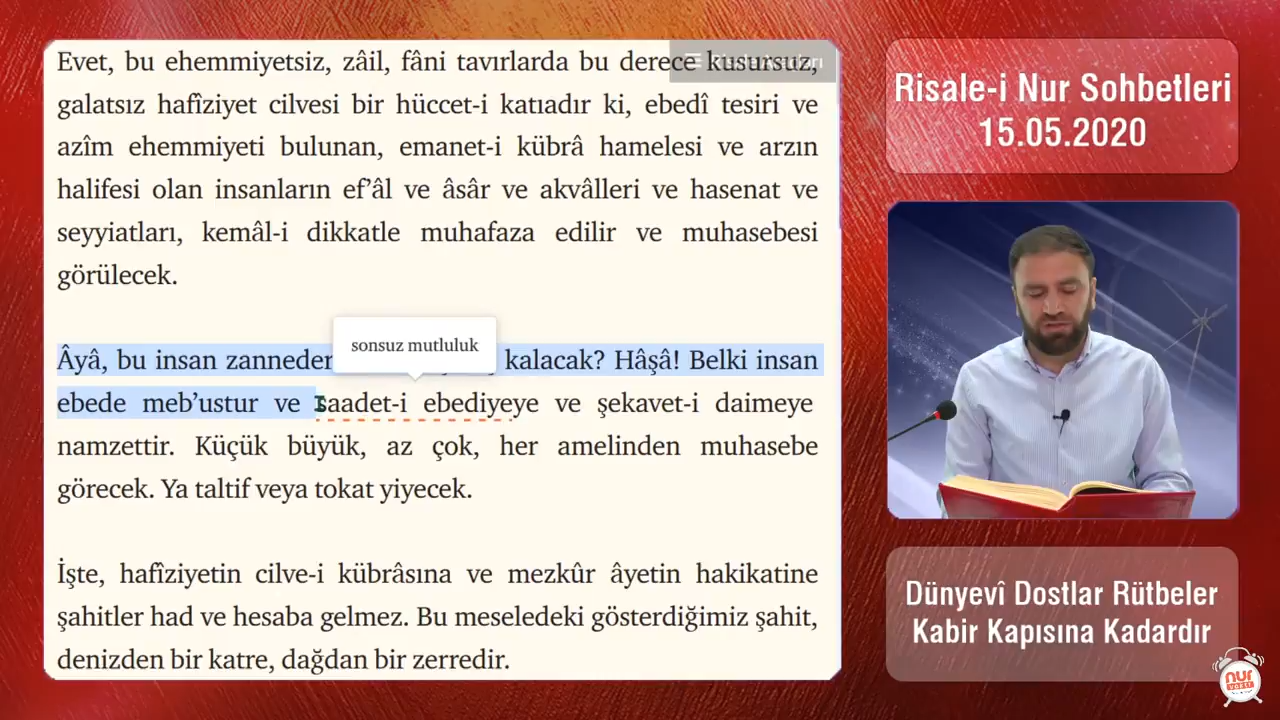 Evet, bu ehemmiyetsiz, zâil, fâni tavırlarda bu derece kusursuz,
galatsız hafîziyet cilvesi bir hüccet-i katıadır ki, ebedî tesiri ve
azîm ehemmiyeti bulunan, emanet-i kübrâ hamelesi ve arzın
halifesi olan insanların ef’âl ve âsâr ve akvâlleri ve hasenat ve
seyyiatları, kemâl-i dikkatle muhafaza edilir ve muhasebesi
görülecek.
sonsuz mutluluk
Âyâ, bu insan zanneder kalacak? Hâşâ! Belki insan
ebede meb’ustur ve saadet-i ebediyeye ve şekavet-i daimeye
namzettir. Küçük büyük, az çok, her amelinden muhasebe
görecek. Ya taltif veya tokat yiyecek.
İşte, hafîziyetin cilve-i kübrâsına ve mezkûr âyetin hakikatine
şahitler had ve hesaba gelmez. Bu meseledeki gösterdiğimiz şahit,
denizden bir katre, dağdan bir zerredir.
Risale-i Nur Sohbetleri
15.05.2020
Dünyevî Dostlar Rütbeler
Kabir Kapısına Kadardır
nur